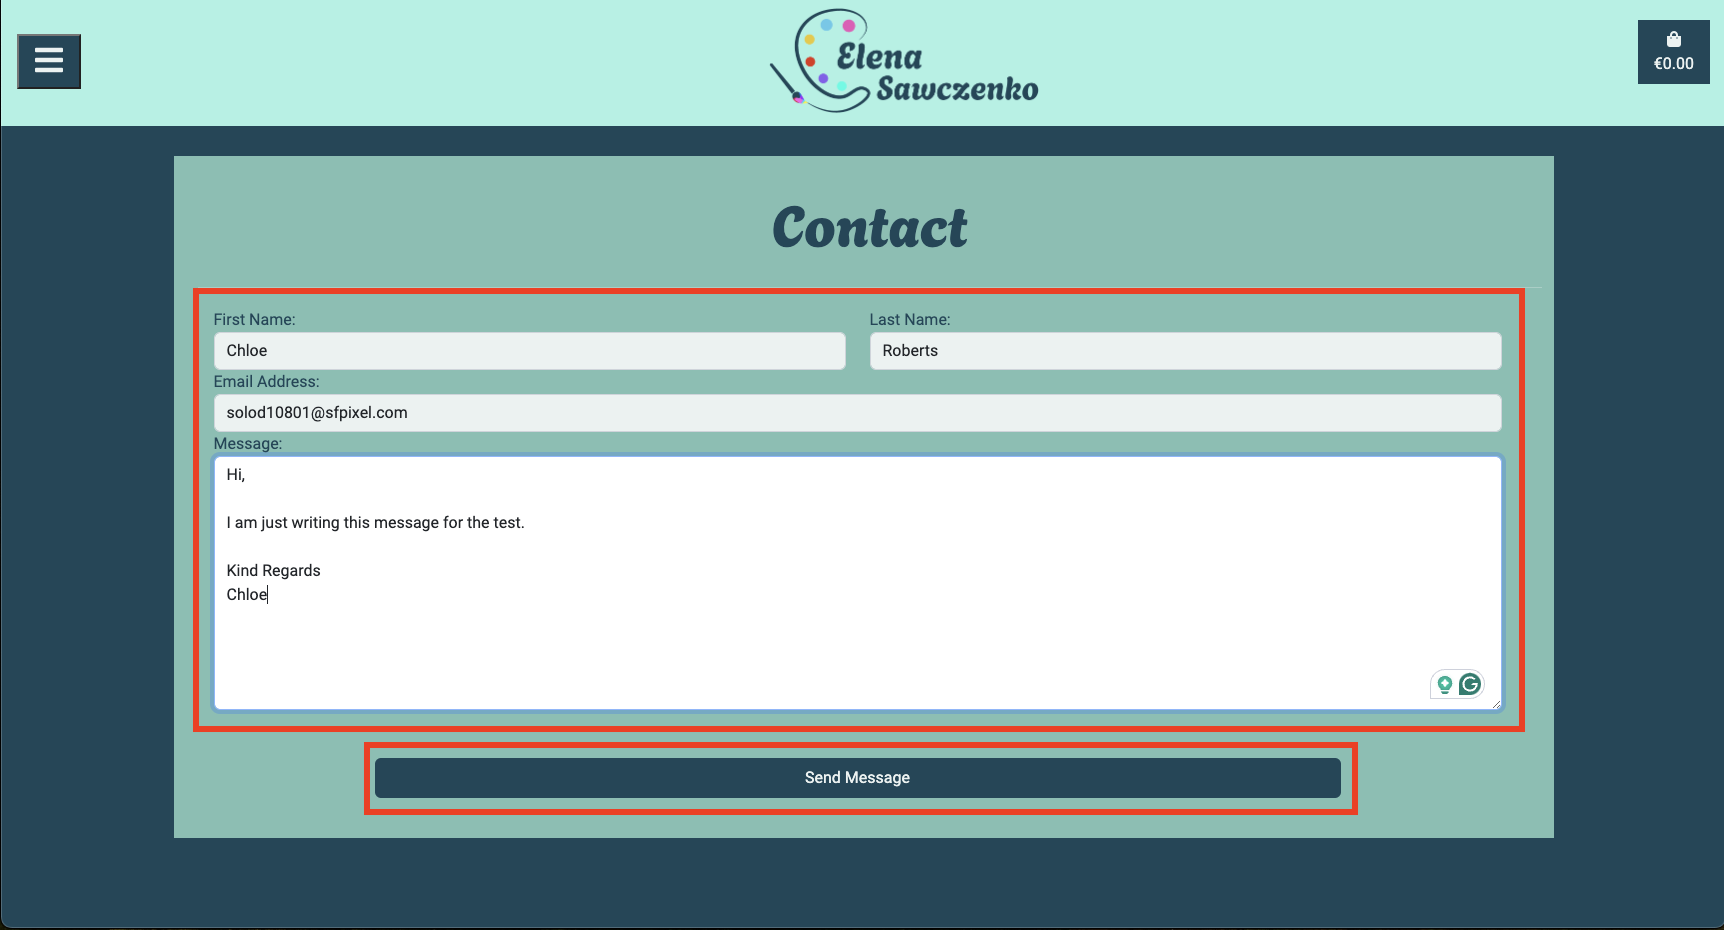 Elena
Sawczenko
€0.00
Contact
First Name:
Last Name:
Chloe
Roberts
Email Address:
solod10801@sfpixel.com
Message:
Hi,
I am just writing this message for the test.
Kind Regards
Chloe
Send Message